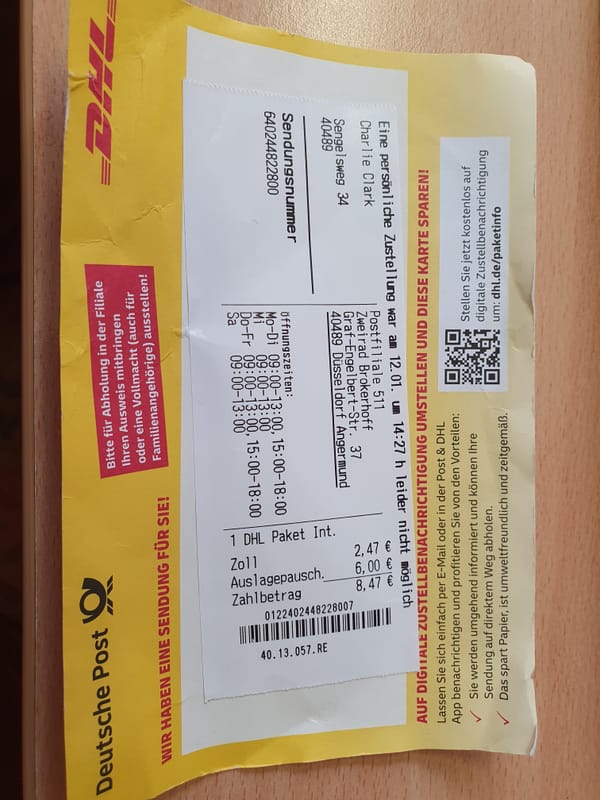 Deutsche Post
DHL
WIR HABEN EINE SENDUNG FÜR SIE!
Bitte für Abholung in der Filiale
Ihren Ausweis mitbringen
oder eine Vollmacht (auch für
Familienangehörige) ausstellen!
Eine persönliche Zustellung war am 12.01. um 14:27 h leider nicht möglich
Charlie Clark
Sengelsweg 34
40489
Sendungsnummer
640244822800
Postfiliale 511
Zweirad Brokerhoff
Graf-Engelbert-Str. 37
40489 Düsseldorf Angermund
Öffnungszeiten:
Mo-Di 09:00-13:00, 15:00-18:00
Mi 09:00-13:00
Do-Fr 09:00-13:00, 15:00-18:00
Sa 09:00-13:00
1 DHL Paket Int.
Zoll 2,47 €
Auslagepausch. 6,00 €
Zahlbetrag 8,47 €
0122402448228007
40.13.057.RE
AUF DIGITALE ZUSTELLBENACHRICHTIGUNG UMSTELLEN UND DIESE KARTE SPAREN!
Lassen Sie sich einfach per E-Mail oder in der Post & DHL
App benachrichtigen und profitieren Sie von den Vorteilen:
✓ Sie werden umgehend informiert und können Ihre
Sendung auf direktem Weg abholen.
✓ Das spart Papier, ist umweltfreundlich und zeitgemäß.
Stellen Sie jetzt kostenlos auf
digitale Zustellbenachrichtigung
um: dhl.de/paketinfo